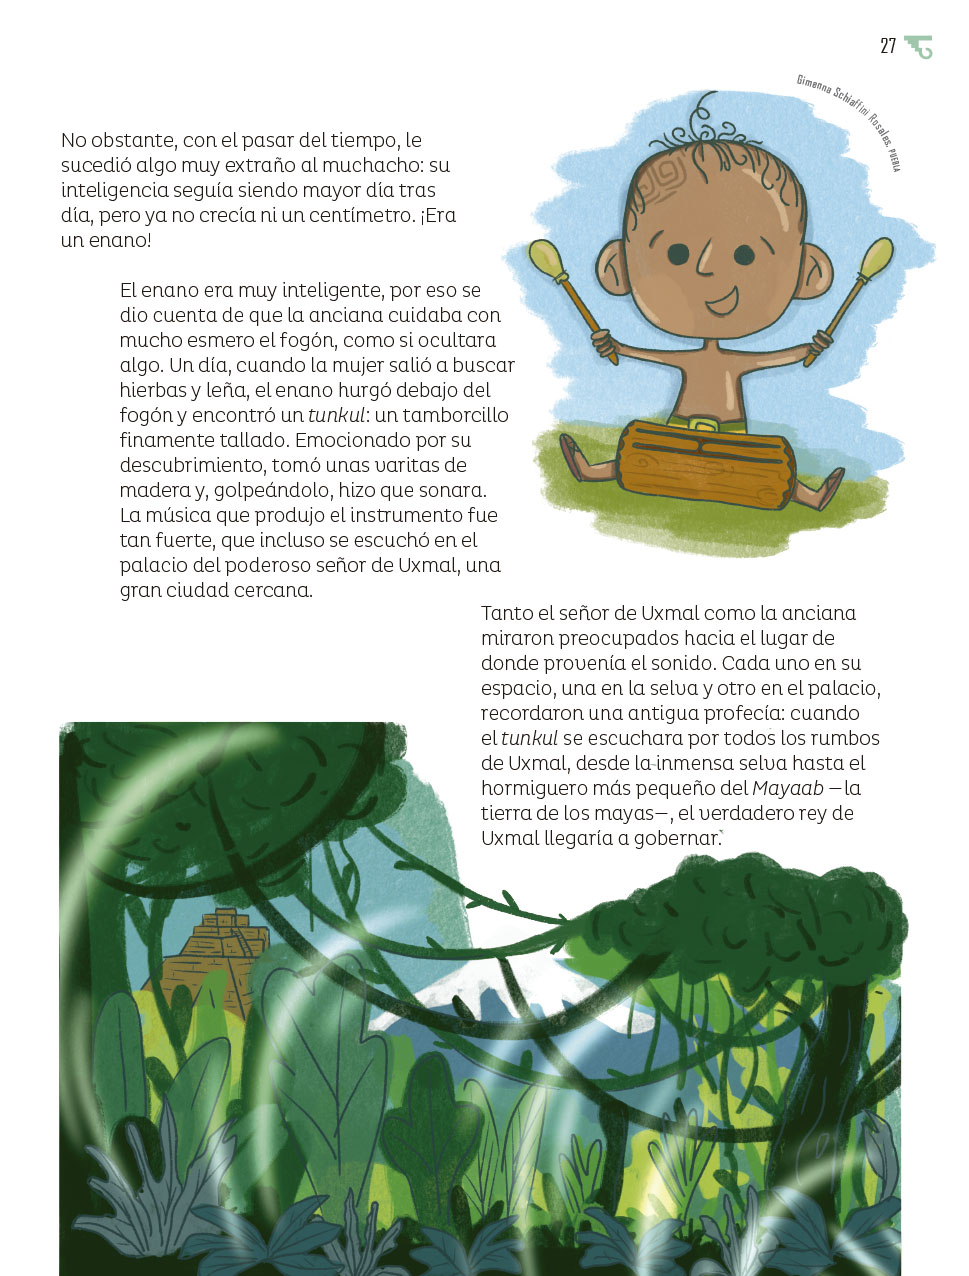 27
Gimenna Schiaffini Rosales, PUEBLA
No obstante, con el pasar del tiempo, le
sucedió algo muy extraño al muchacho: su
inteligencia seguía siendo mayor día tras
día, pero ya no crecía ni un centímetro. ¡Era
un enano!
El enano era muy inteligente, por eso se
dio cuenta de que la anciana cuidaba con
mucho esmero el fogón, como si ocultara
algo. Un día, cuando la mujer salió a buscar
hierbas y leña, el enano hurgó debajo del
fogón y encontró un tunkul: un tamborcillo
finamente tallado. Emocionado por su
descubrimiento, tomó unas varitas de
madera y, golpeándolo, hizo que sonara.
La música que produjo el instrumento fue
tan fuerte, que incluso se escuchó en el
palacio del poderoso señor de Uxmal, una
gran ciudad cercana.
Tanto el señor de Uxmal como la anciana
miraron preocupados hacia el lugar de
donde provenía el sonido. Cada uno en su
espacio, una en la selva y otro en el palacio,
recordaron una antigua profecía: cuando
el tunkul se escuchara por todos los rumbos
de Uxmal, desde la inmensa selva hasta el
hormiguero más pequeño del Mayaab —la
tierra de los mayas—, el verdadero rey de
Uxmal llegaría a gobernar.